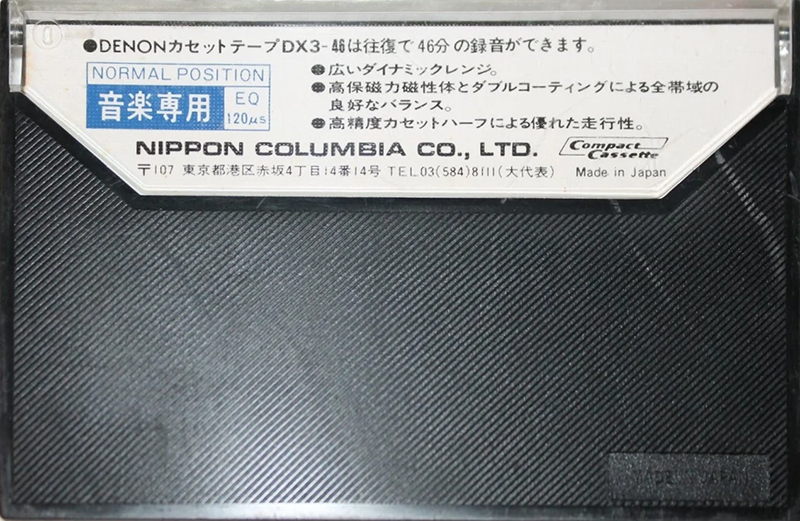 ①
●DENONカセットテープDX3-46は往復で46分の録音ができます。
NORMAL POSITION
音楽専用
EQ
120μs
●広いダイナミックレンジ。
●高保磁力磁性体とダブルコーティングによる全帯域の
良好なバランス。
●高精度カセットハーフによる優れた走行性。
NIPPON COLUMBIA CO., LTD.
Compact
Cassette
〒107 東京都港区赤坂4丁目14番14号 TEL.03(584)8111(大代表)
Made in Japan
MADE IN JAPAN